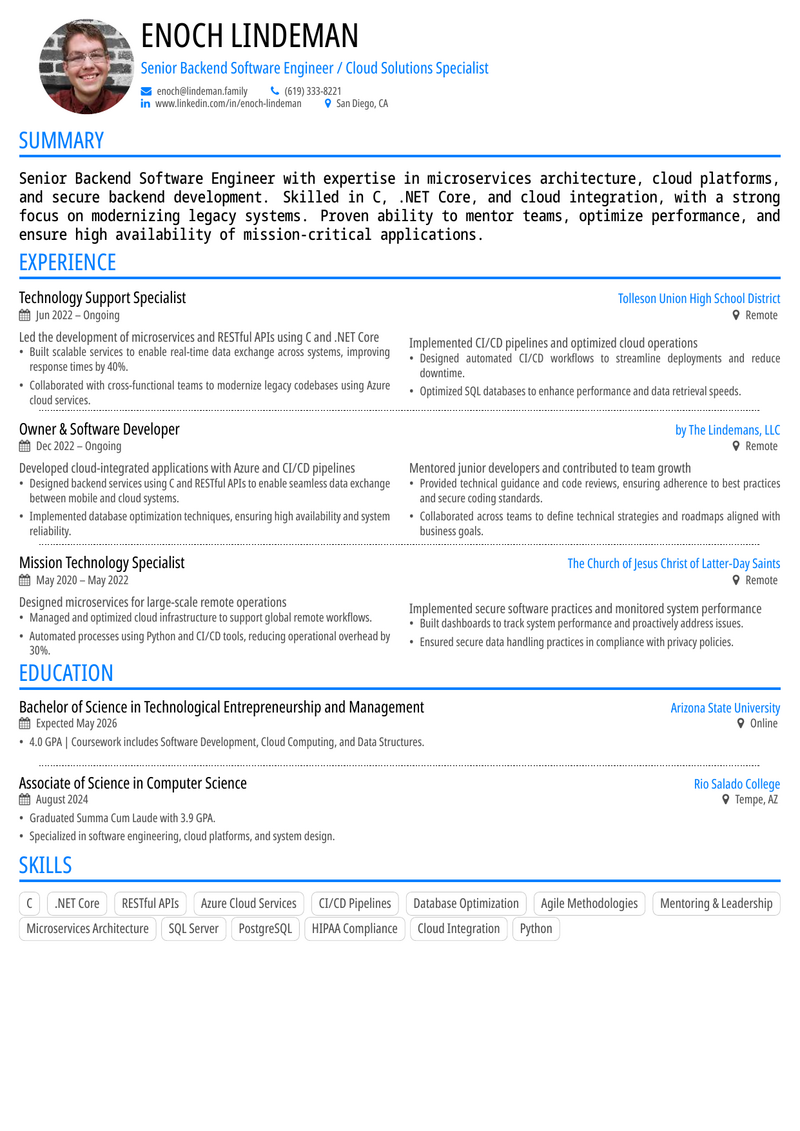 ENOCH LINDEMAN
Senior Backend Software Engineer / Cloud Solutions Specialist
enoch@lindeman.family (619) 333-8221
www.linkedin.com/in/enoch-lindeman San Diego, CA
SUMMARY
Senior Backend Software Engineer with expertise in microservices architecture, cloud platforms,
and secure backend development. Skilled in C, .NET Core, and cloud integration, with a strong
focus on modernizing legacy systems. Proven ability to mentor teams, optimize performance, and
ensure high availability of mission-critical applications.
EXPERIENCE
Technology Support Specialist
Tolleson Union High School District
Jun 2022 – Ongoing
Remote
Led the development of microservices and RESTful APIs using C and .NET Core
• Built scalable services to enable real-time data exchange across systems, improving
response times by 40%.
• Collaborated with cross-functional teams to modernize legacy codebases using Azure
cloud services.
Implemented CI/CD pipelines and optimized cloud operations
• Designed automated CI/CD workflows to streamline deployments and reduce
downtime.
• Optimized SQL databases to enhance performance and data retrieval speeds.
Owner & Software Developer
by The Lindemans, LLC
Dec 2022 – Ongoing
Remote
Developed cloud-integrated applications with Azure and CI/CD pipelines
• Designed backend services using C and RESTful APIs to enable seamless data exchange
between mobile and cloud systems.
• Implemented database optimization techniques, ensuring high availability and system
reliability.
Mentored junior developers and contributed to team growth
• Provided technical guidance and code reviews, ensuring adherence to best practices
and secure coding standards.
• Collaborated across teams to define technical strategies and roadmaps aligned with
business goals.
Mission Technology Specialist
The Church of Jesus Christ of Latter-Day Saints
May 2020 – May 2022
Remote
Designed microservices for large-scale remote operations
• Managed and optimized cloud infrastructure to support global remote workflows.
• Automated processes using Python and CI/CD tools, reducing operational overhead by
30%.
Implemented secure software practices and monitored system performance
• Built dashboards to track system performance and proactively address issues.
• Ensured secure data handling practices in compliance with privacy policies.
EDUCATION
Bachelor of Science in Technological Entrepreneurship and Management
Arizona State University
Expected May 2026
Online
• 4.0 GPA | Coursework includes Software Development, Cloud Computing, and Data Structures.
Associate of Science in Computer Science
Rio Salado College
August 2024
Tempe, AZ
• Graduated Summa Cum Laude with 3.9 GPA.
• Specialized in software engineering, cloud platforms, and system design.
SKILLS
C .NET Core RESTful APIs Azure Cloud Services CI/CD Pipelines Database Optimization Agile Methodologies Mentoring & Leadership
Microservices Architecture SQL Server PostgreSQL HIPAA Compliance Cloud Integration Python